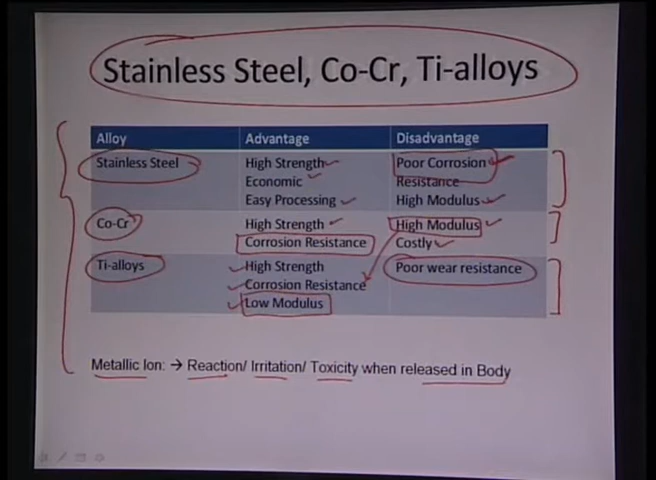 Stainless Steel, Co-Cr, Ti-alloys
Alloy Advantage Disadvantage
Stainless Steel High Strength Poor Corrosion
Economic Resistance
Easy Processing High Modulus
Co-Cr High Strength High Modulus
Corrosion Resistance Costly
Ti-alloys High Strength Poor wear resistance
Corrosion Resistance
Low Modulus
Metallic Ion: → Reaction/ Irritation/ Toxicity when released in Body